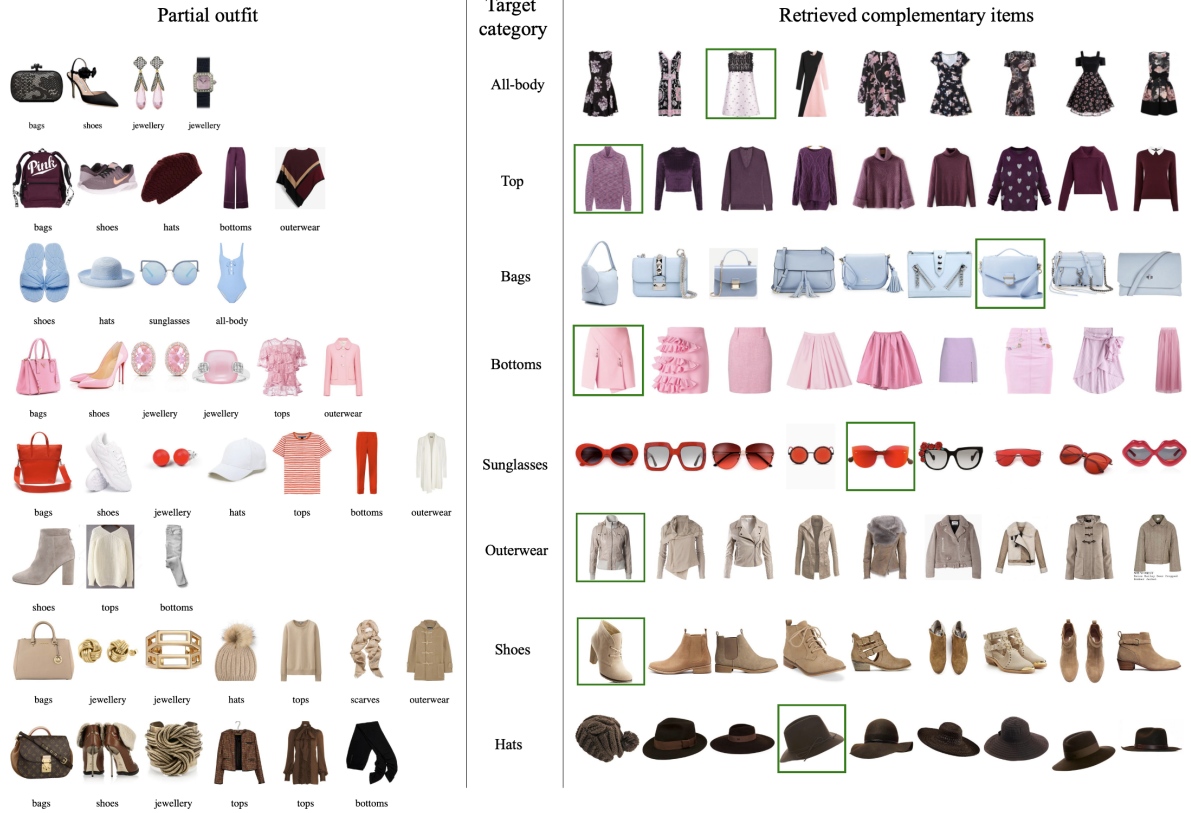 Partial outfit
Target
category
Retrieved complementary items
bags shoes jewellery jewellery
All-body
Pink
bags shoes hats bottoms outerwear
Top
shoes hats sunglasses all-body
Bags
bags shoes jewellery jewellery tops outerwear
Bottoms
bags shoes jewellery hats tops bottoms outerwear
Sunglasses
shoes tops bottoms
Outerwear
bags jewellery jewellery hats tops scarves outerwear
Shoes
bags shoes jewellery tops tops bottoms
Hats